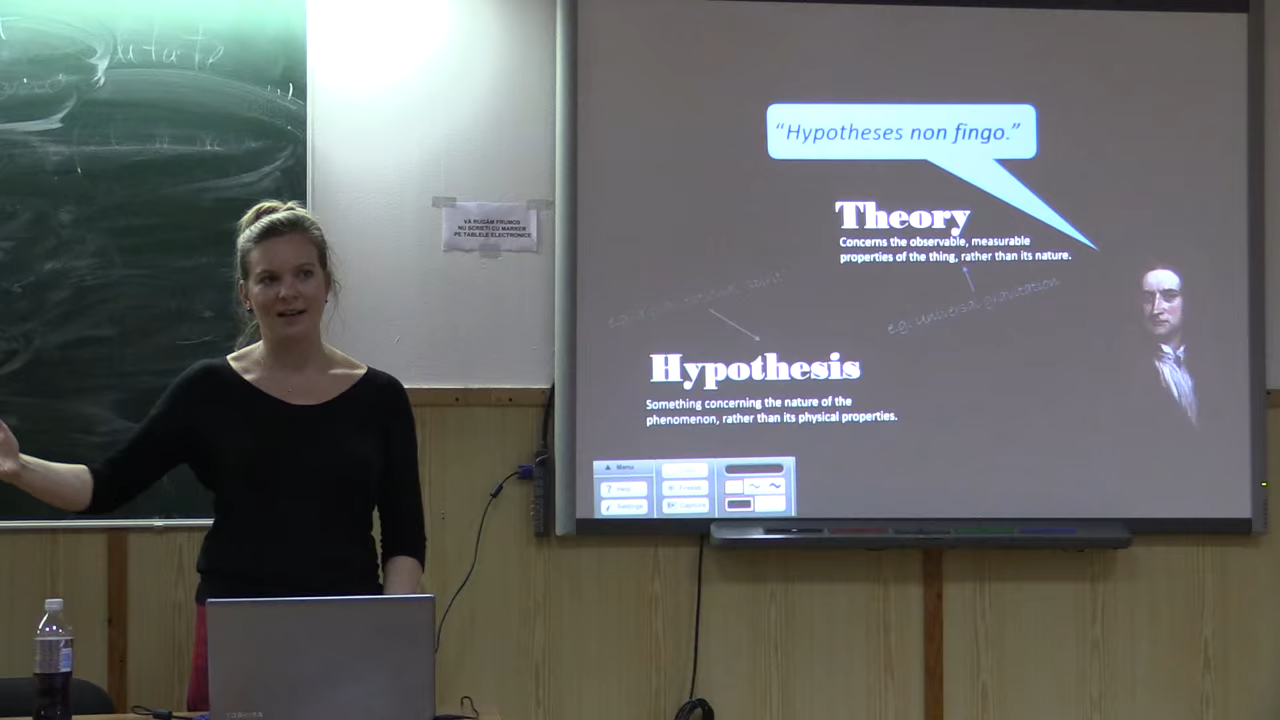 "Hypotheses non fingo."
Theory
Concerns the observable, measurable
properties of the thing, rather than its nature.
e.g. universal gravitation
Hypothesis
Something concerning the nature of the
phenomenon, rather than its physical properties.
VĂ RUGĂM FRUMOS
NU SCRIEȚI CU MARKER
PE TABLELE ELECTRONICE
Menu
Help
Settings
Capture
TOSHIBA